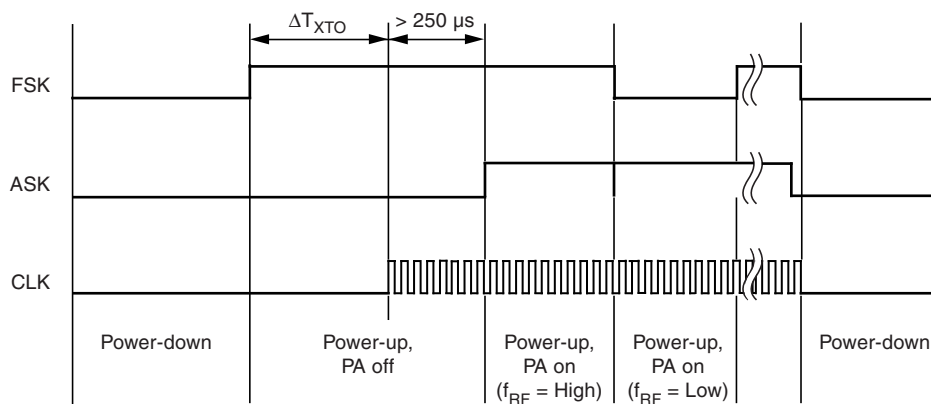 ΔT_XTO
> 250 µs
FSK
ASK
CLK
Power-down
Power-up,
PA off
Power-up,
PA on
(f_RF = High)
Power-up,
PA on
(f_RF = Low)
Power-down